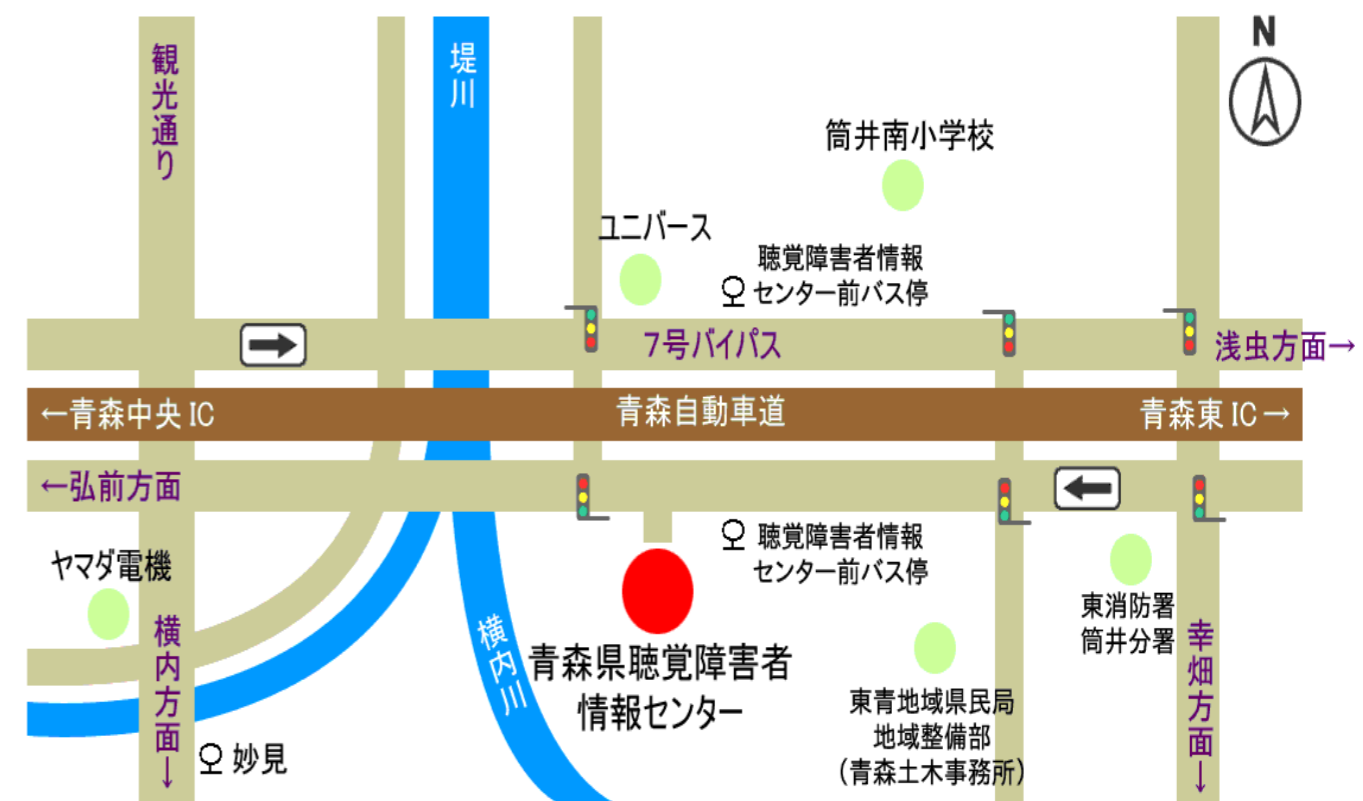 N
観光通り
堤川
筒井南小学校
ユニバース
聴覚障害者情報
センター前バス停
7号バイパス
浅虫方面→
←青森中央IC
青森自動車道
青森東IC→
←弘前方面
聴覚障害者情報
センター前バス停
ヤマダ電機
横内方面↓
妙見
横内川
青森県聴覚障害者
情報センター
東消防署
筒井分署
東青地域県民局
地域整備部
(青森土木事務所)
幸畑方面↓